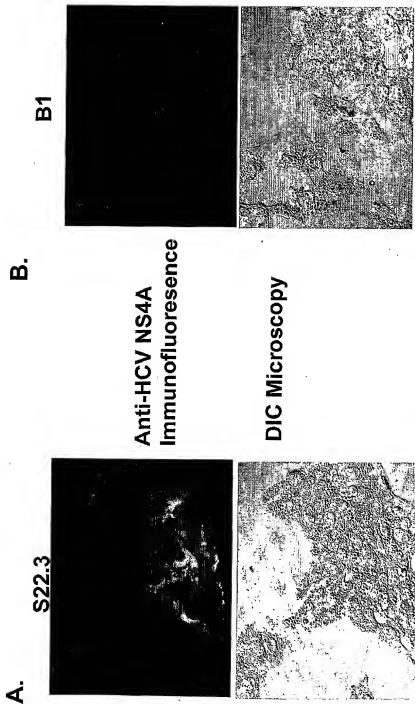 A.
S22.3
Anti-HCV NS4A
Immunofluoresence
DIC Microscopy
B.
B1